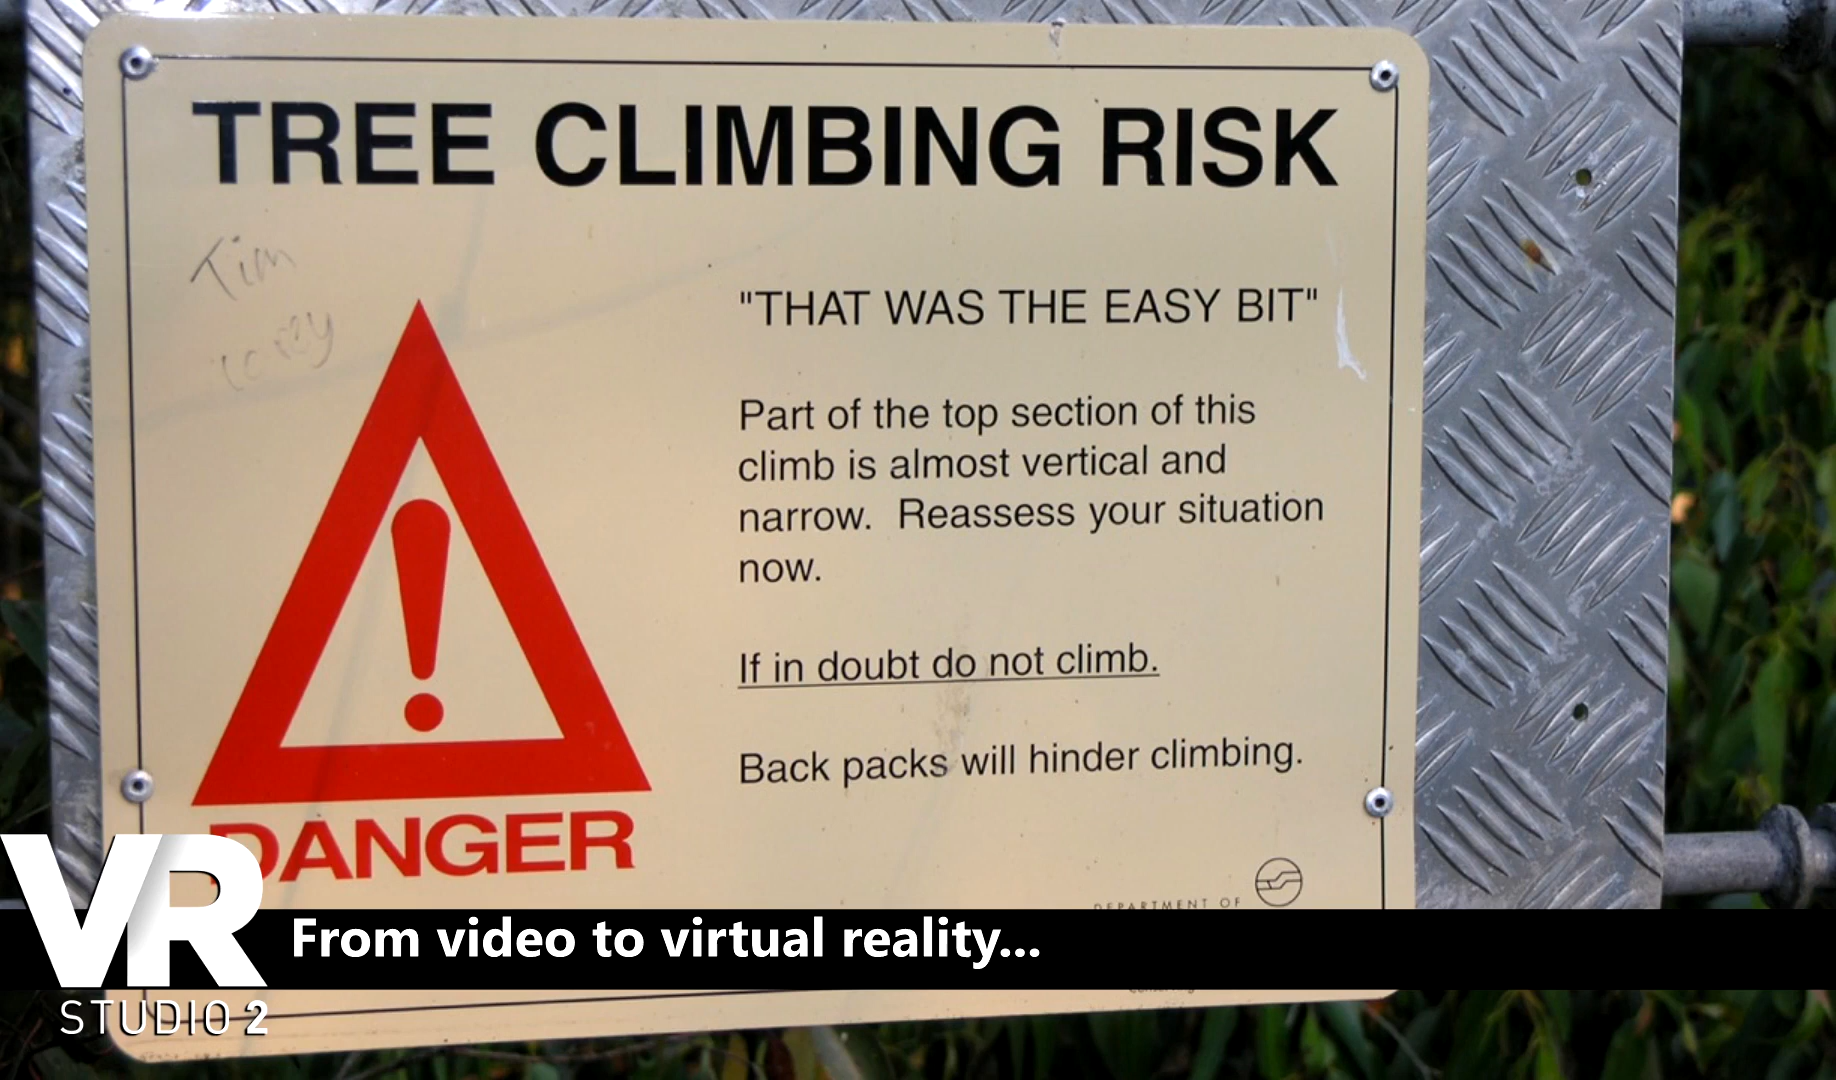 TREE CLIMBING RISK
Tim
"THAT WAS THE EASY BIT"
Part of the top section of this
climb is almost vertical and
narrow. Reassess your situation
now.
If in doubt do not climb.
Back packs will hinder climbing.
DANGER
DEPARTMENT OF
VR
From video to virtual reality...
STUDIO 2